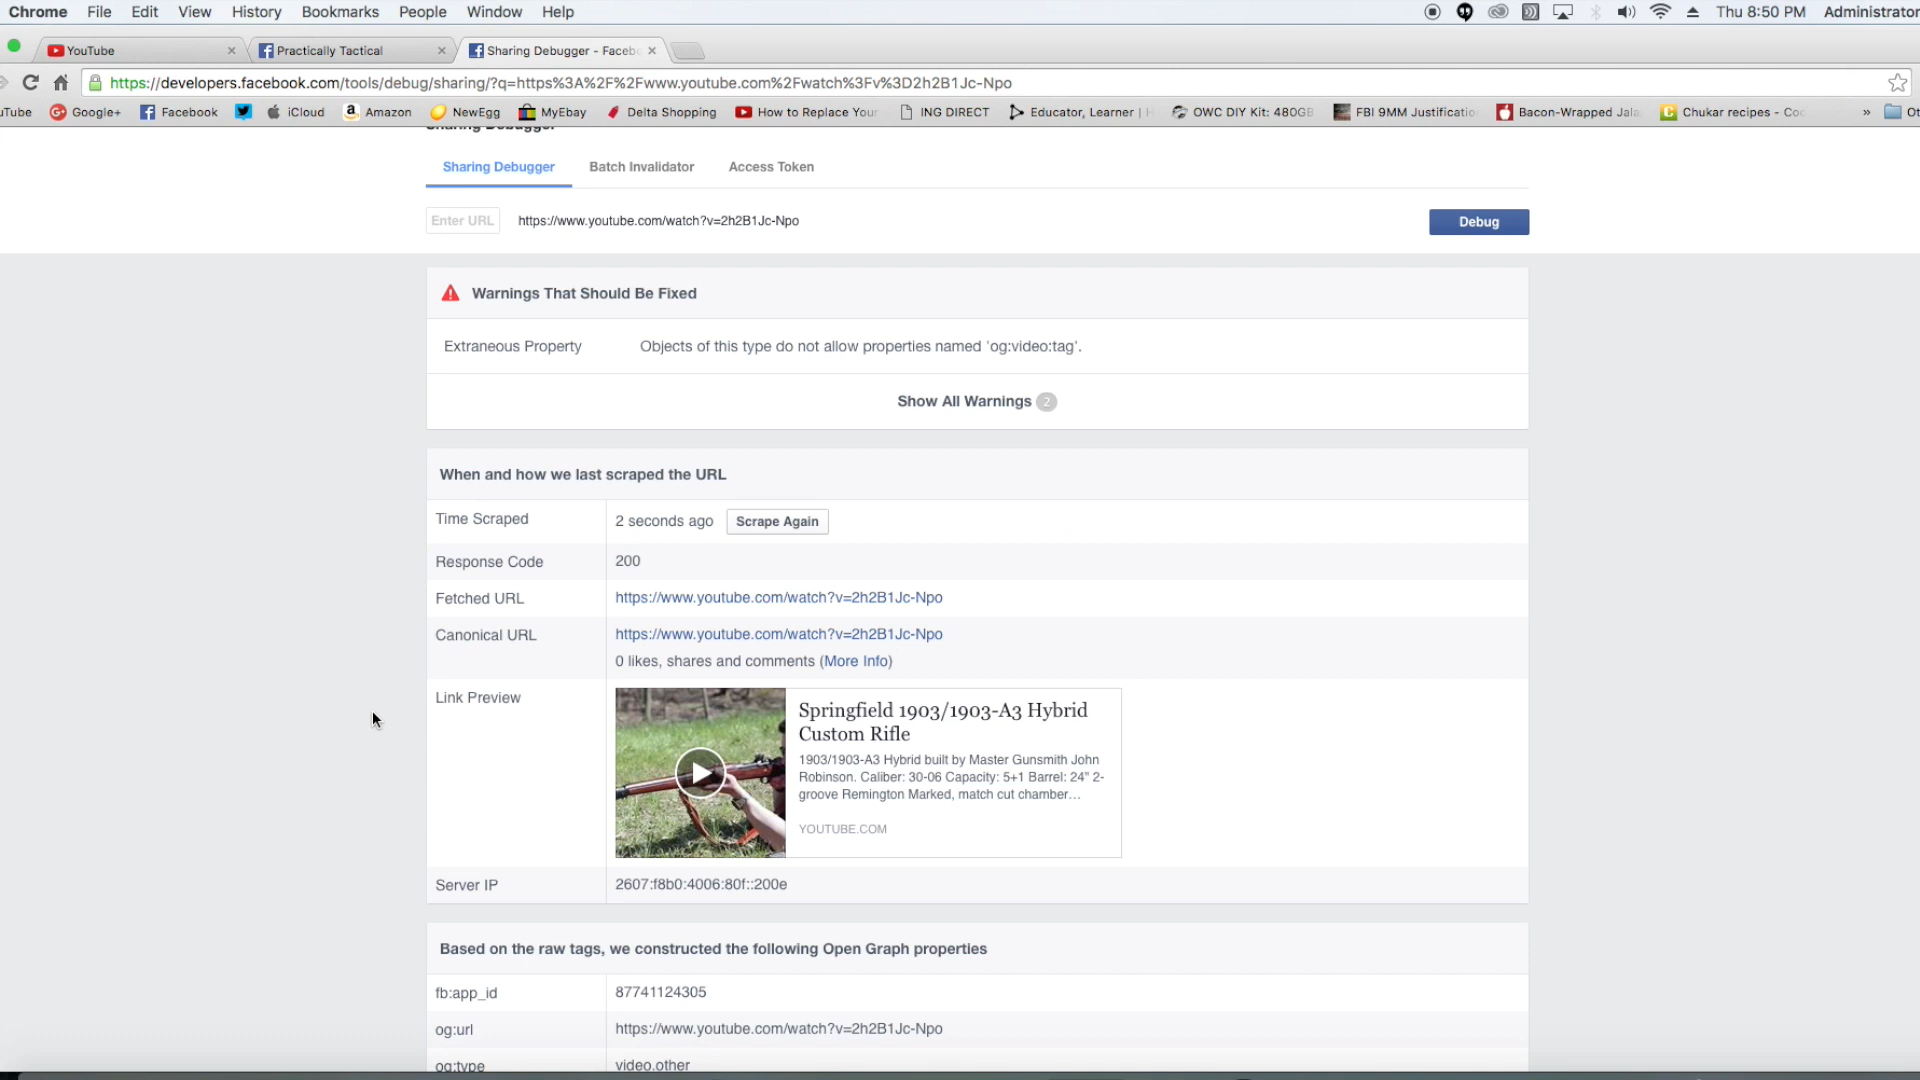 Chrome File Edit View History Bookmarks People Window Help Thu 8:50 PM Administrator
YouTube Practically Tactical Sharing Debugger - Faceb
https://developers.facebook.com/tools/debug/sharing/?q=https%3A%2F%2Fwww.youtube.com%2Fwatch%3Fv%3D2h2B1Jc-Npo
uTube Google+ Facebook iCloud Amazon NewEgg MyEbay Delta Shopping How to Replace Your ING DIRECT Educator, Learner | OWC DIY Kit: 480GB FBI 9MM Justificatio Bacon-Wrapped Jala Chukar recipes - Co » Ot
Sharing Debugger
Sharing Debugger Batch Invalidator Access Token
Enter URL https://www.youtube.com/watch?v=2h2B1Jc-Npo Debug
Warnings That Should Be Fixed
Extraneous Property Objects of this type do not allow properties named 'og:video:tag'.
Show All Warnings 2
When and how we last scraped the URL
Time Scraped 2 seconds ago Scrape Again
Response Code 200
Fetched URL https://www.youtube.com/watch?v=2h2B1Jc-Npo
Canonical URL https://www.youtube.com/watch?v=2h2B1Jc-Npo
0 likes, shares and comments (More Info)
Link Preview
Springfield 1903/1903-A3 Hybrid
Custom Rifle
1903/1903-A3 Hybrid built by Master Gunsmith John
Robinson. Caliber: 30-06 Capacity: 5+1 Barrel: 24" 2-
groove Remington Marked, match cut chamber...
YOUTUBE.COM
Server IP 2607:f8b0:4006:80f::200e
Based on the raw tags, we constructed the following Open Graph properties
fb:app_id 87741124305
og:url https://www.youtube.com/watch?v=2h2B1Jc-Npo
og:type video.other